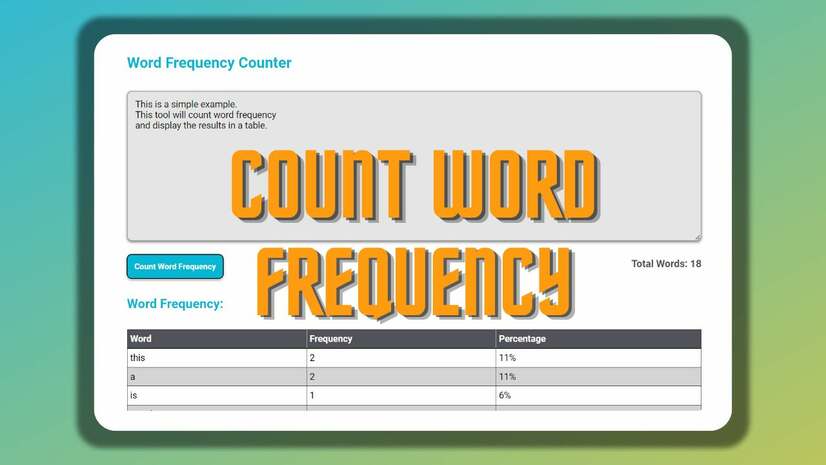 Word Frequency Counter
This is a simple example.
This tool will count word frequency
and display the results in a table.
COUNT WORD
FREQUENCY
Count Word Frequency
Total Words: 18
Word Frequency:
Word Frequency Percentage
this 2 11%
a 2 11%
is 1 6%